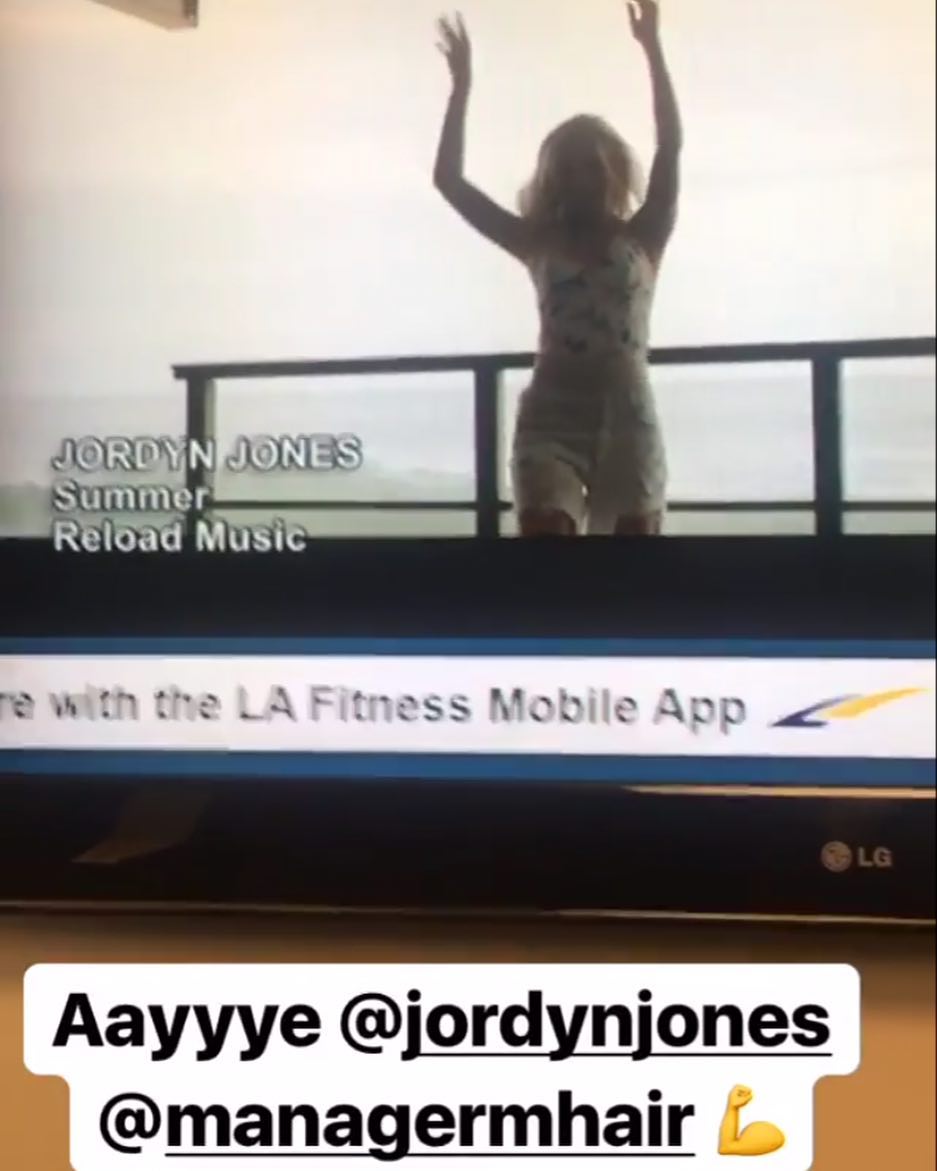 JORDYN JONES
Summer
Reload Music
re with the LA Fitness Mobile App
LG
Aayyye @jordynjones
@managermhair 💪